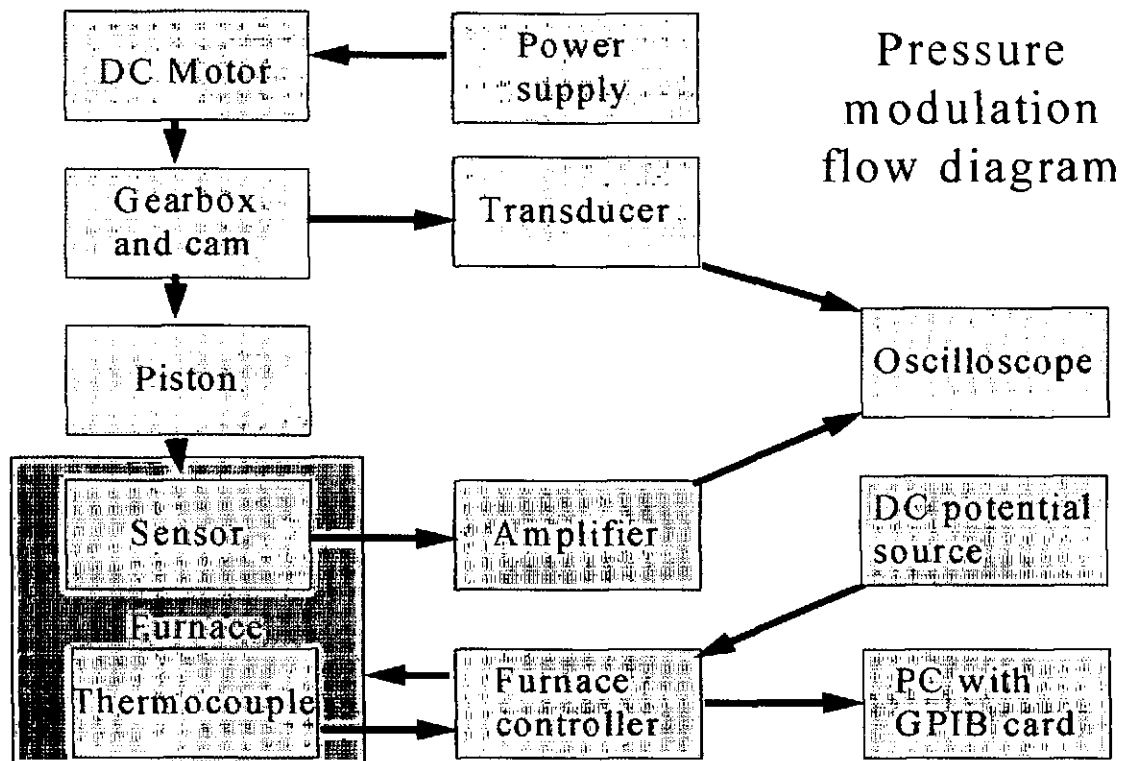 Pressure
modulation
flow diagram
DC Motor
Power
supply
Gearbox
and cam
Transducer
Piston
Oscilloscope
Sensor
Amplifier
DC potential
source
Furnace
Thermocouple
Furnace
controller
PC with
GPIB card